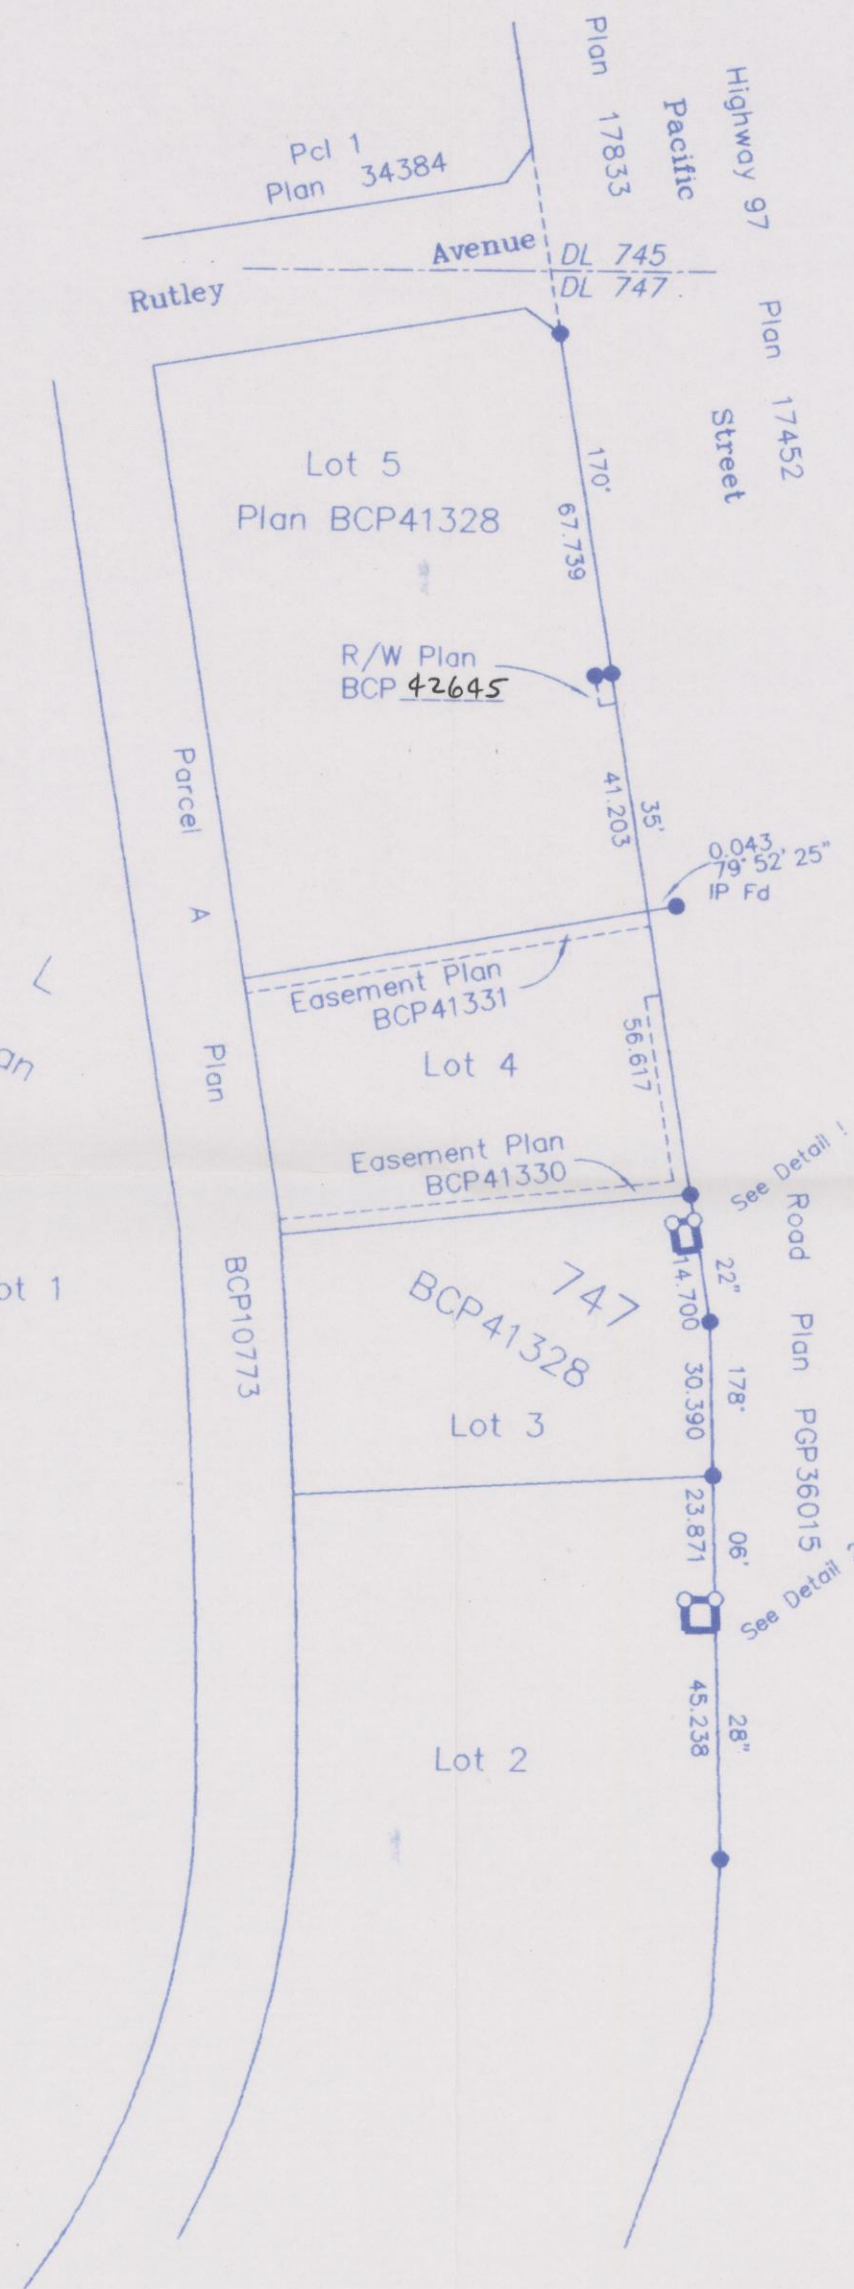 Plan 17833
Highway 97 Plan 17452
Pacific Street
Pcl 1
Plan 34384
Rutley Avenue
DL 745
DL 747
Lot 5
Plan BCP41328
170°
67.739
R/W Plan
BCP 42645
35'
41.203
0.043
79° 52' 25"
IP Fd
Parcel A Plan BCP10773
Easement Plan
BCP41331
Lot 4
56.617
Easement Plan
BCP41330
See Detail
Road Plan PGP36015
22"
14.700
747
BCP41328
178°
30.390
Lot 3
06'
23.871
See Detail
28"
45.238
Lot 2
an
ot 1